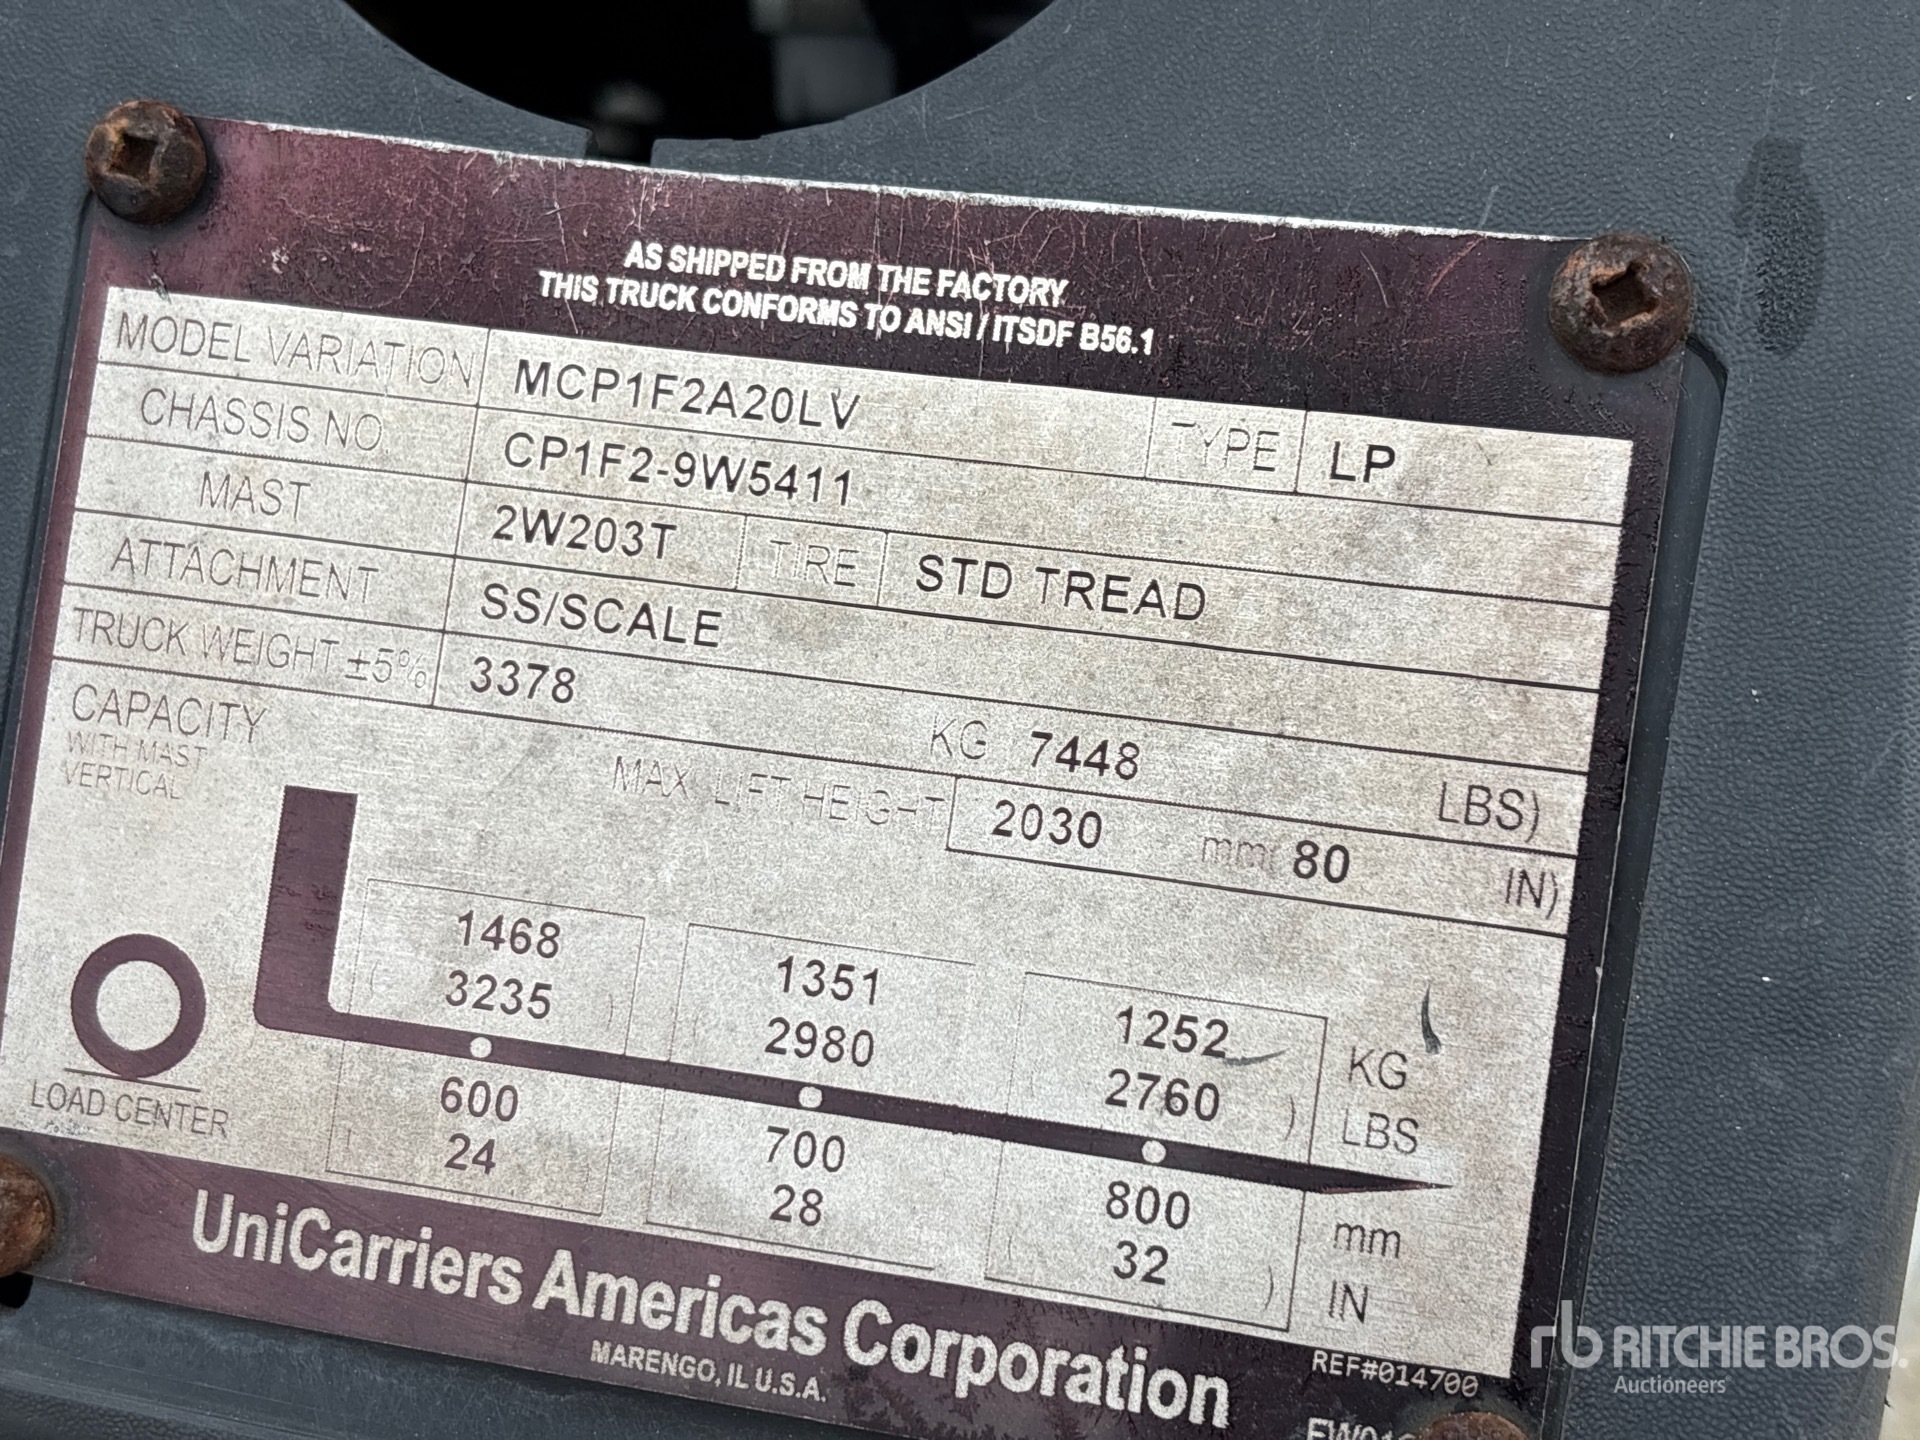 AS SHIPPED FROM THE FACTORY
THIS TRUCK CONFORMS TO ANSI / ITSDF B56.1
MODEL VARIATION MCP1F2A20LV TYPE LP
CHASSIS NO CP1F2-9W5411
MAST 2W203T TIRE STD TREAD
ATTACHMENT SS/SCALE
TRUCK WEIGHT ±5% 3378 KG 7448 LBS)
CAPACITY
WITH MAST
VERTICAL
MAX LIFT HEIGHT 2030 mm( 80 IN)
1468 1351 1252 KG
( 3235 ) 2980 2760 ) LBS
600 700 800 mm
( 24 28 ( 32 ) IN
LOAD CENTER
UniCarriers Americas Corporation
MARENGO, IL U.S.A.
REF#014700
rb RITCHIE BROS.
Auctioneers